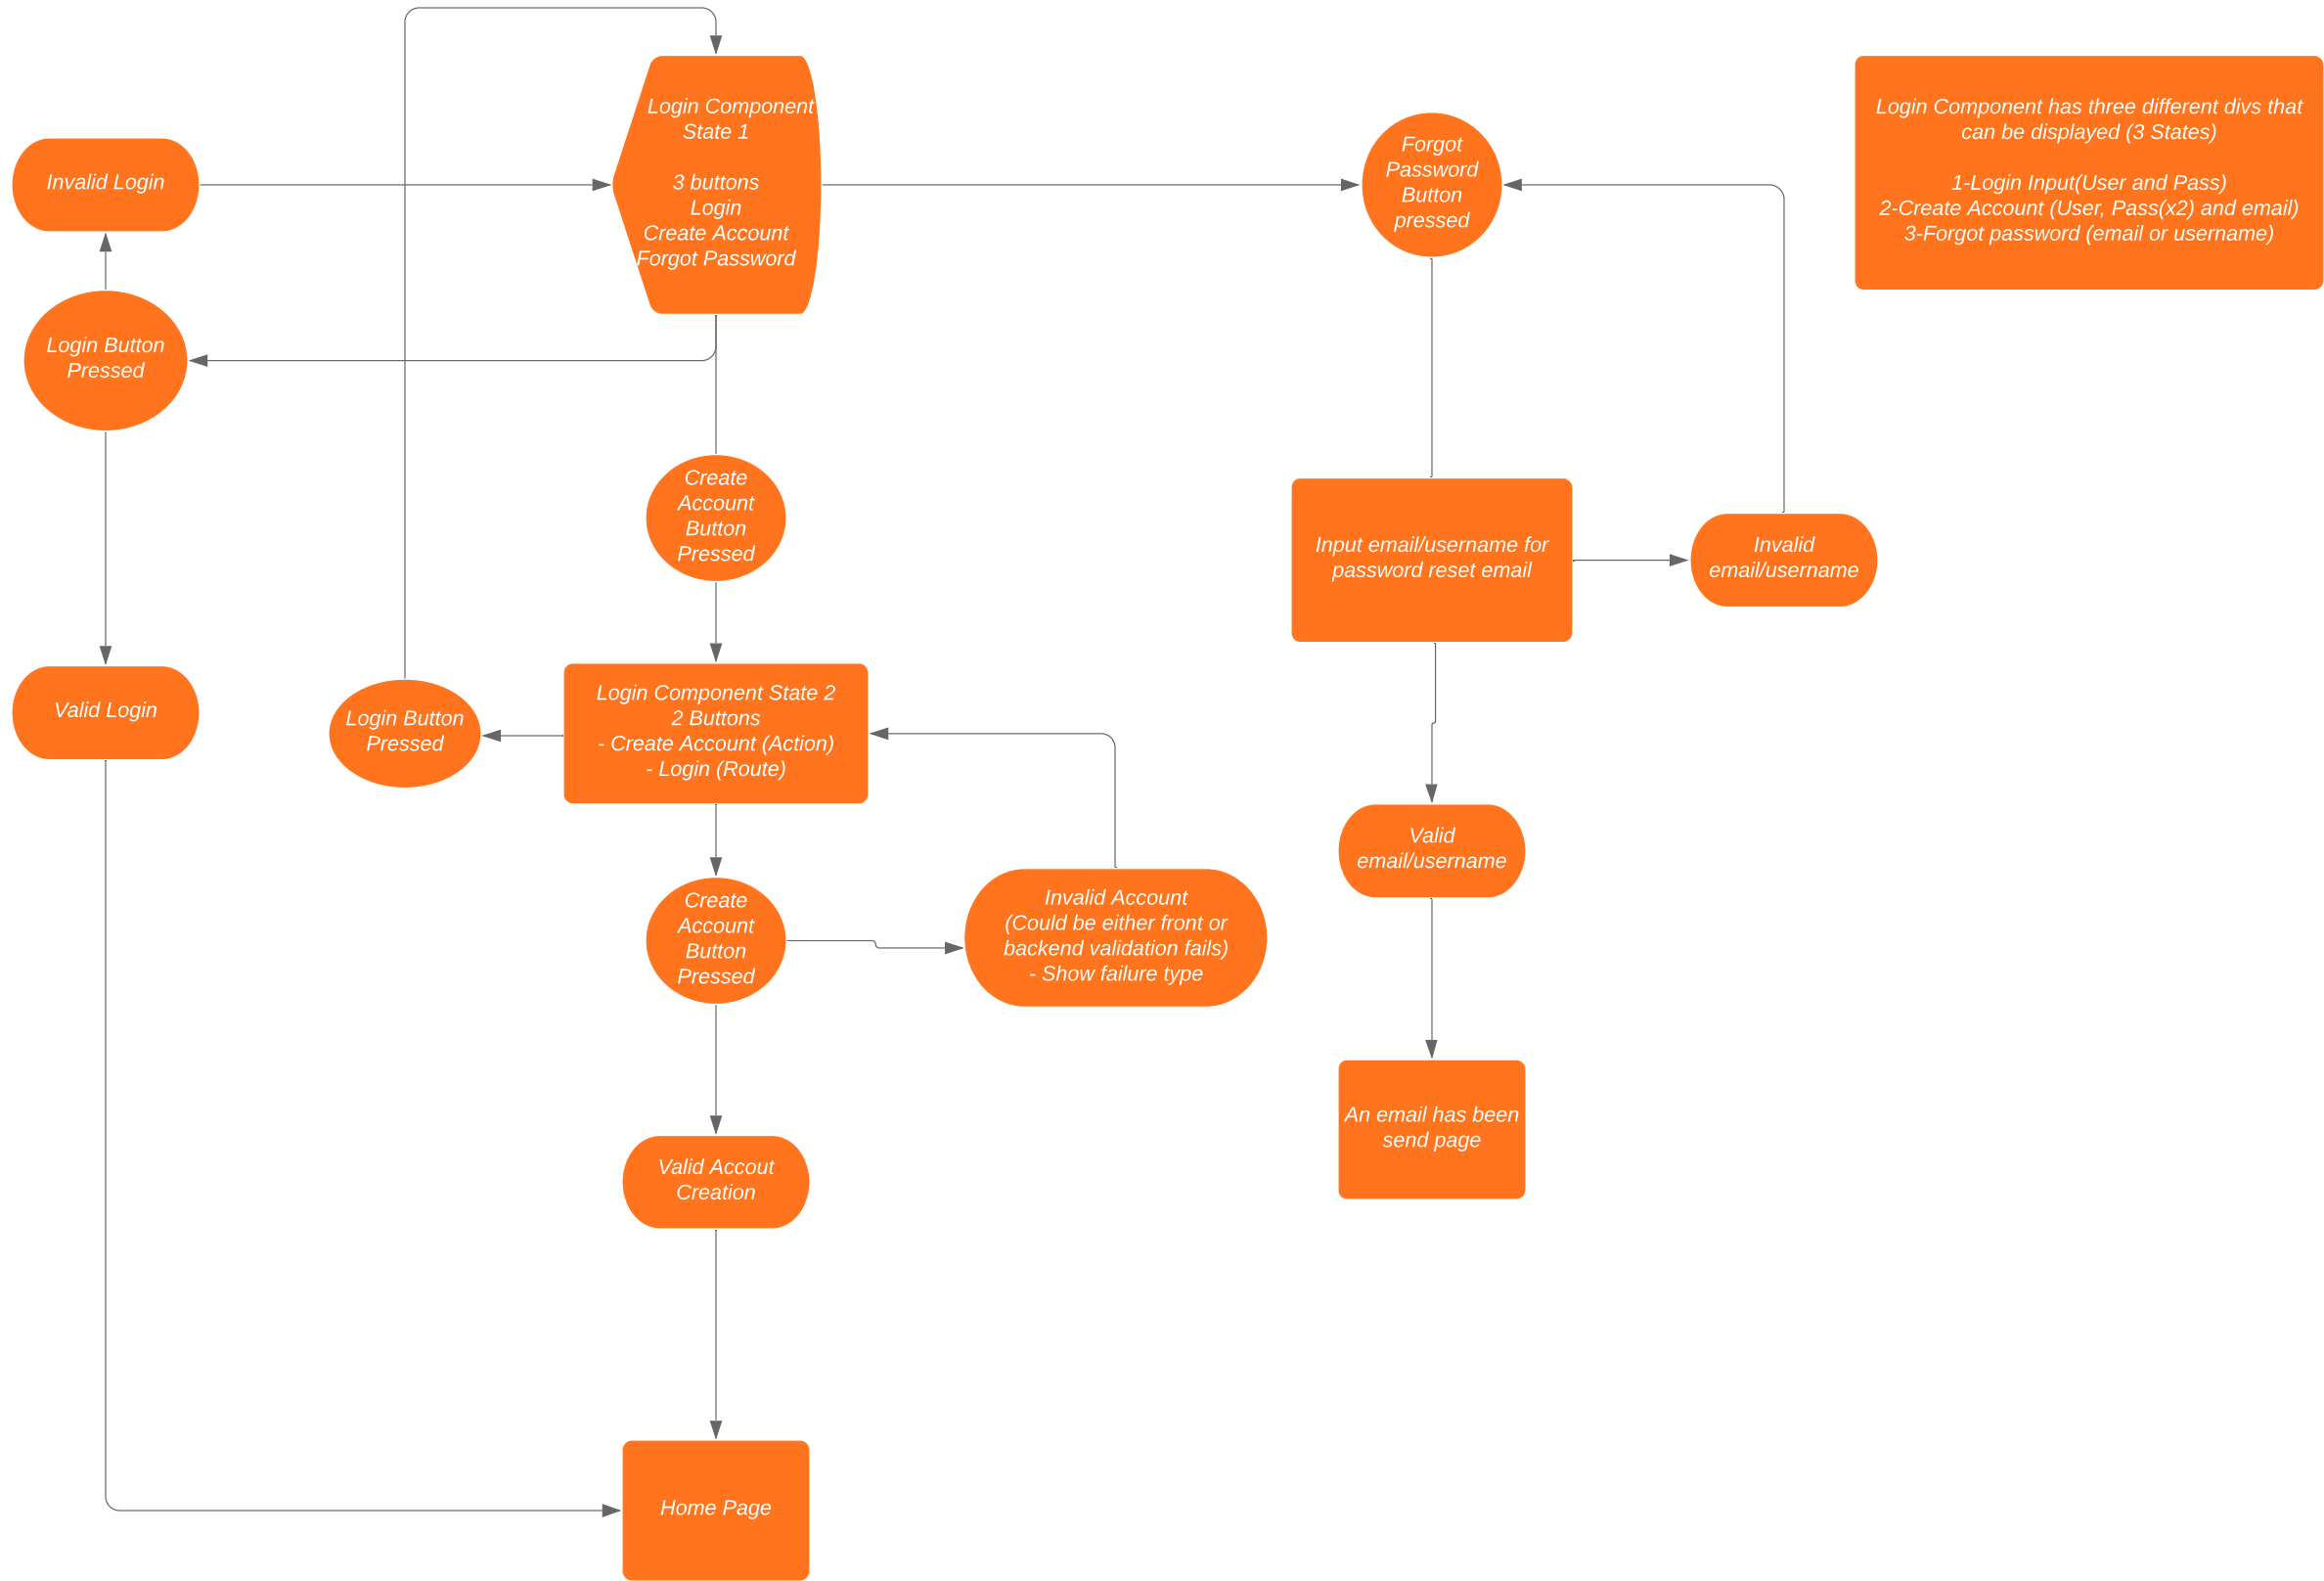 Login Component
State 1
3 buttons
Login
Create Account
Forgot Password
Forgot
Password
Button
pressed
Login Component has three different divs that
can be displayed (3 States)
1-Login Input(User and Pass)
2-Create Account (User, Pass(x2) and email)
3-Forgot password (email or username)
Invalid Login
Login Button
Pressed
Create
Account
Button
Pressed
Input email/username for
password reset email
Invalid
email/username
Valid Login
Login Button
Pressed
Login Component State 2
2 Buttons
- Create Account (Action)
- Login (Route)
Valid
email/username
Create
Account
Button
Pressed
Invalid Account
(Could be either front or
backend validation fails)
- Show failure type
An email has been
send page
Valid Accout
Creation
Home Page